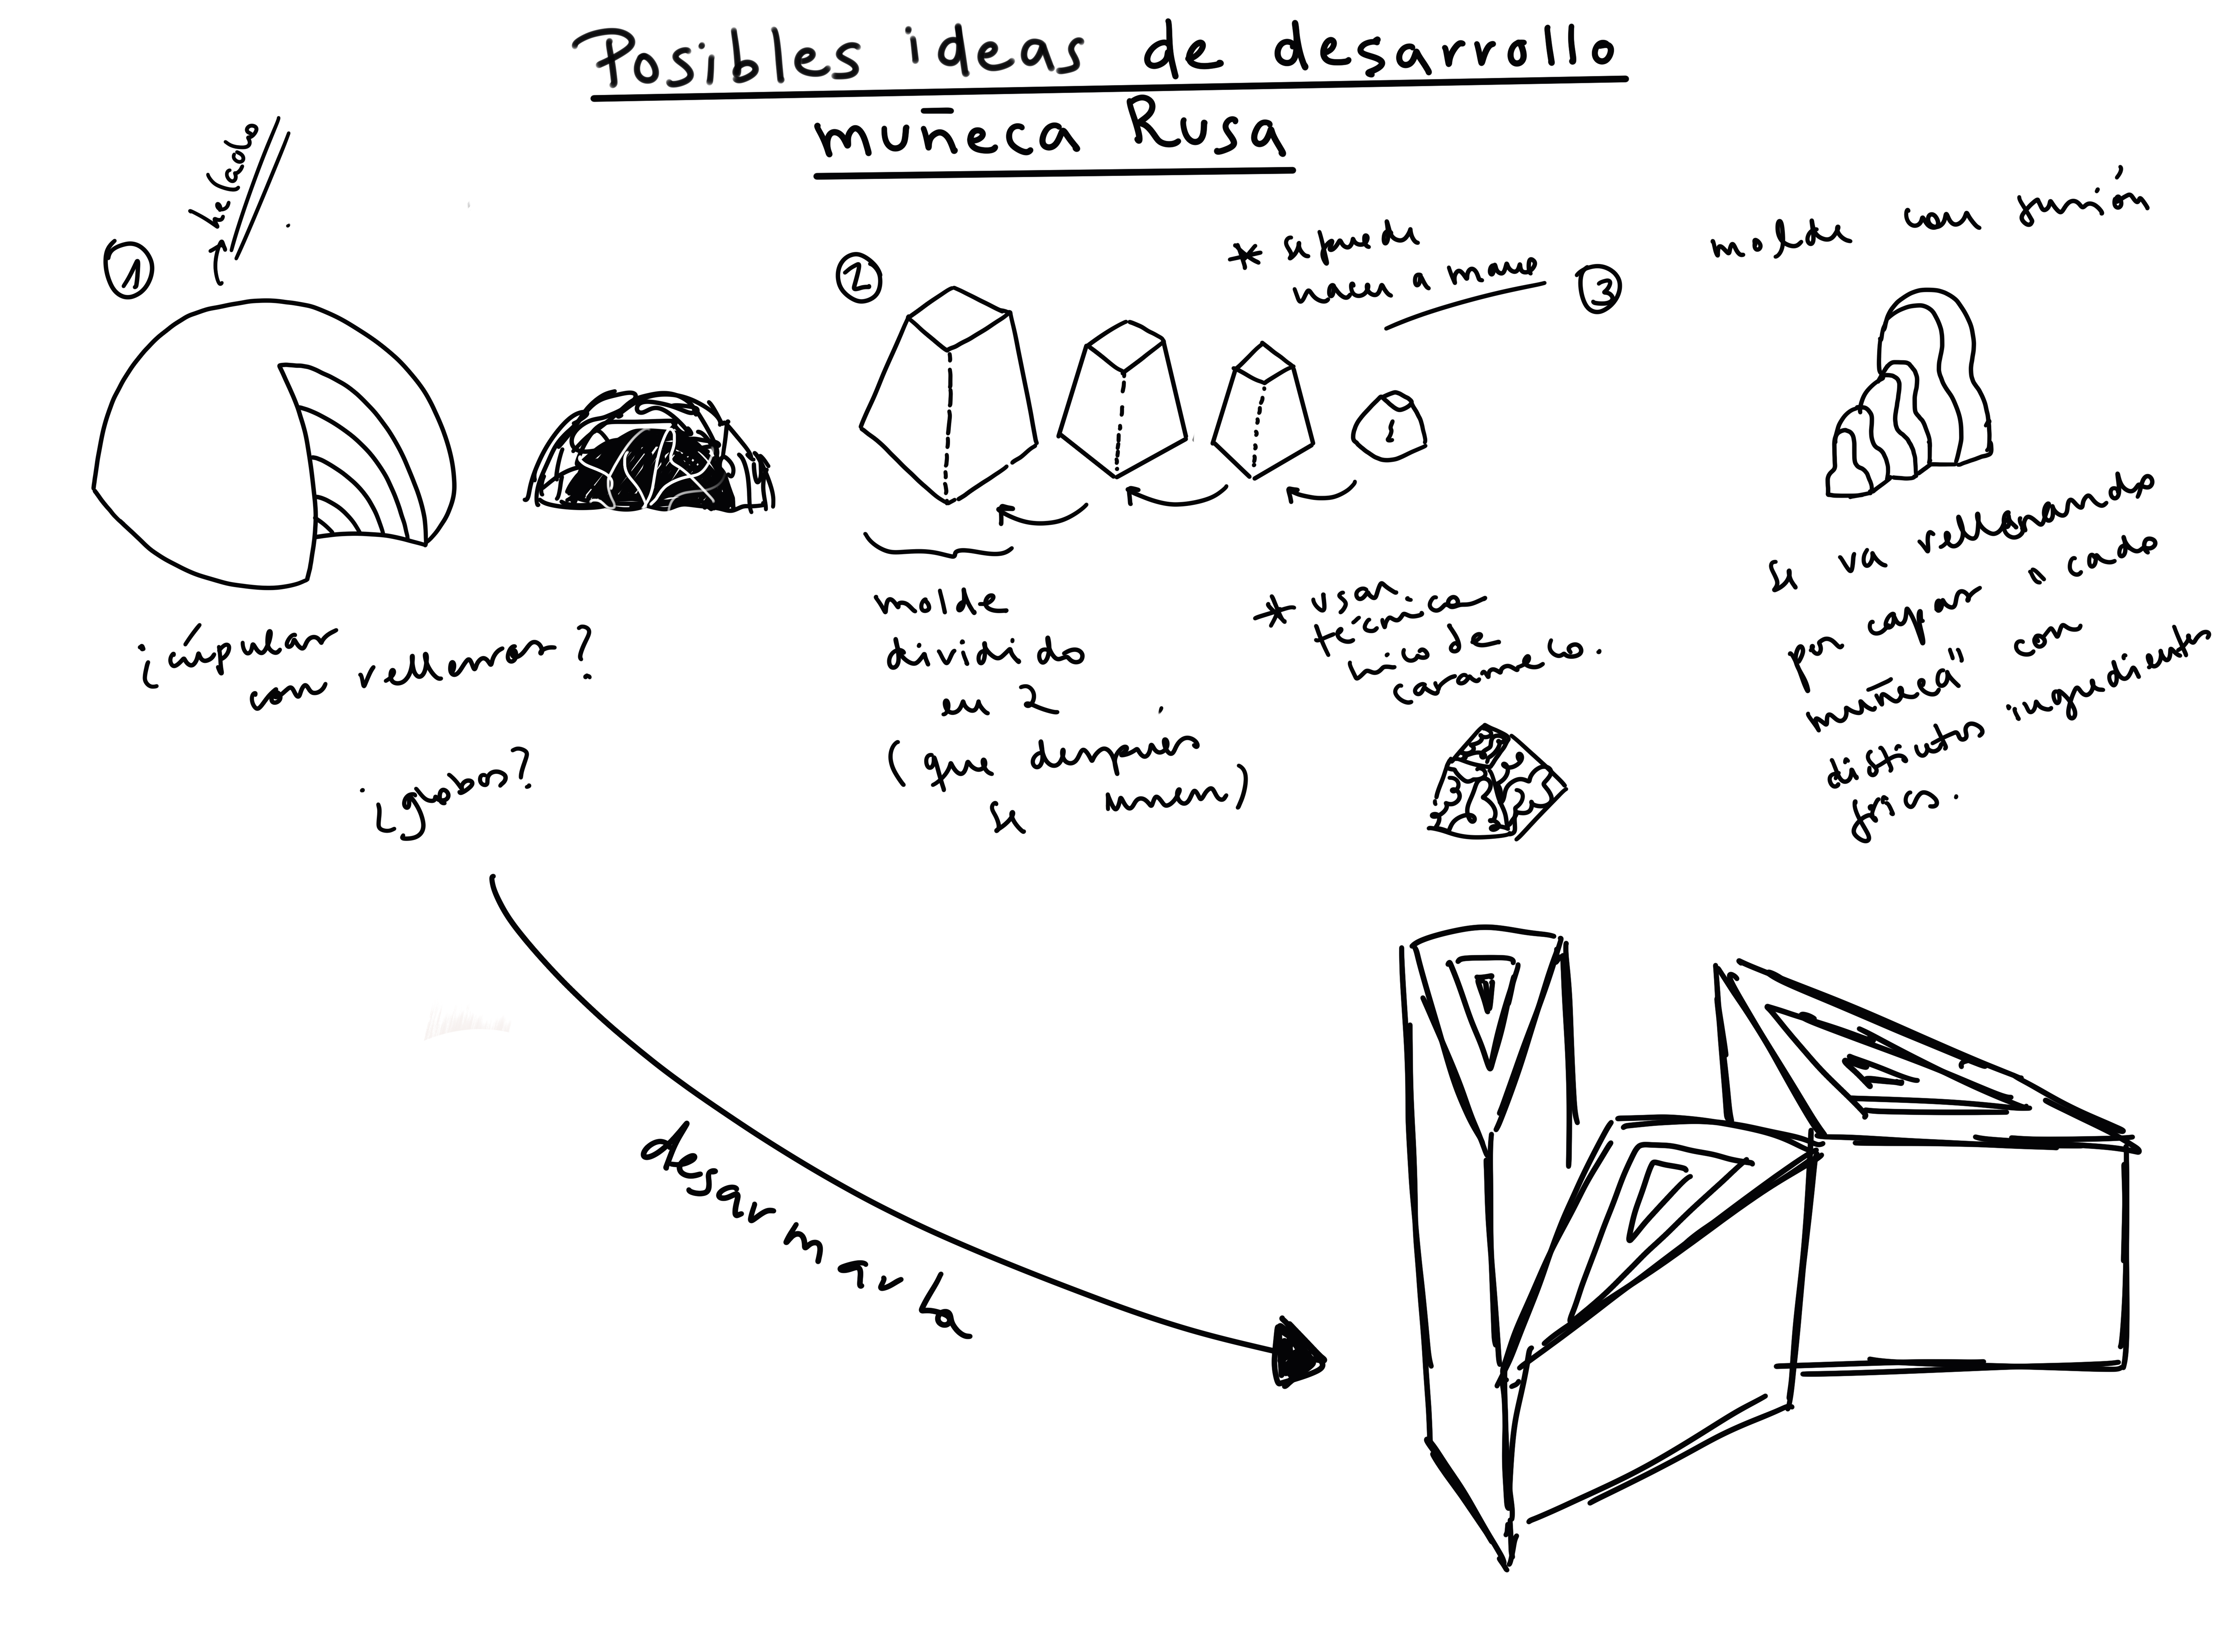 Posibles ideas de desarrollo
muñeca Rusa
helado
1
¿cúpulas
con rellenos?
¿globos?
2
* se puede
hacer a mano
molde
dividido
en 2
(que después
se unen)
* usar
técnica
de
caramelo.
3
molde con función
se va rellenando
por capas "cada
muñeca" con
distintos ingredientes
fríos.
desarmarla